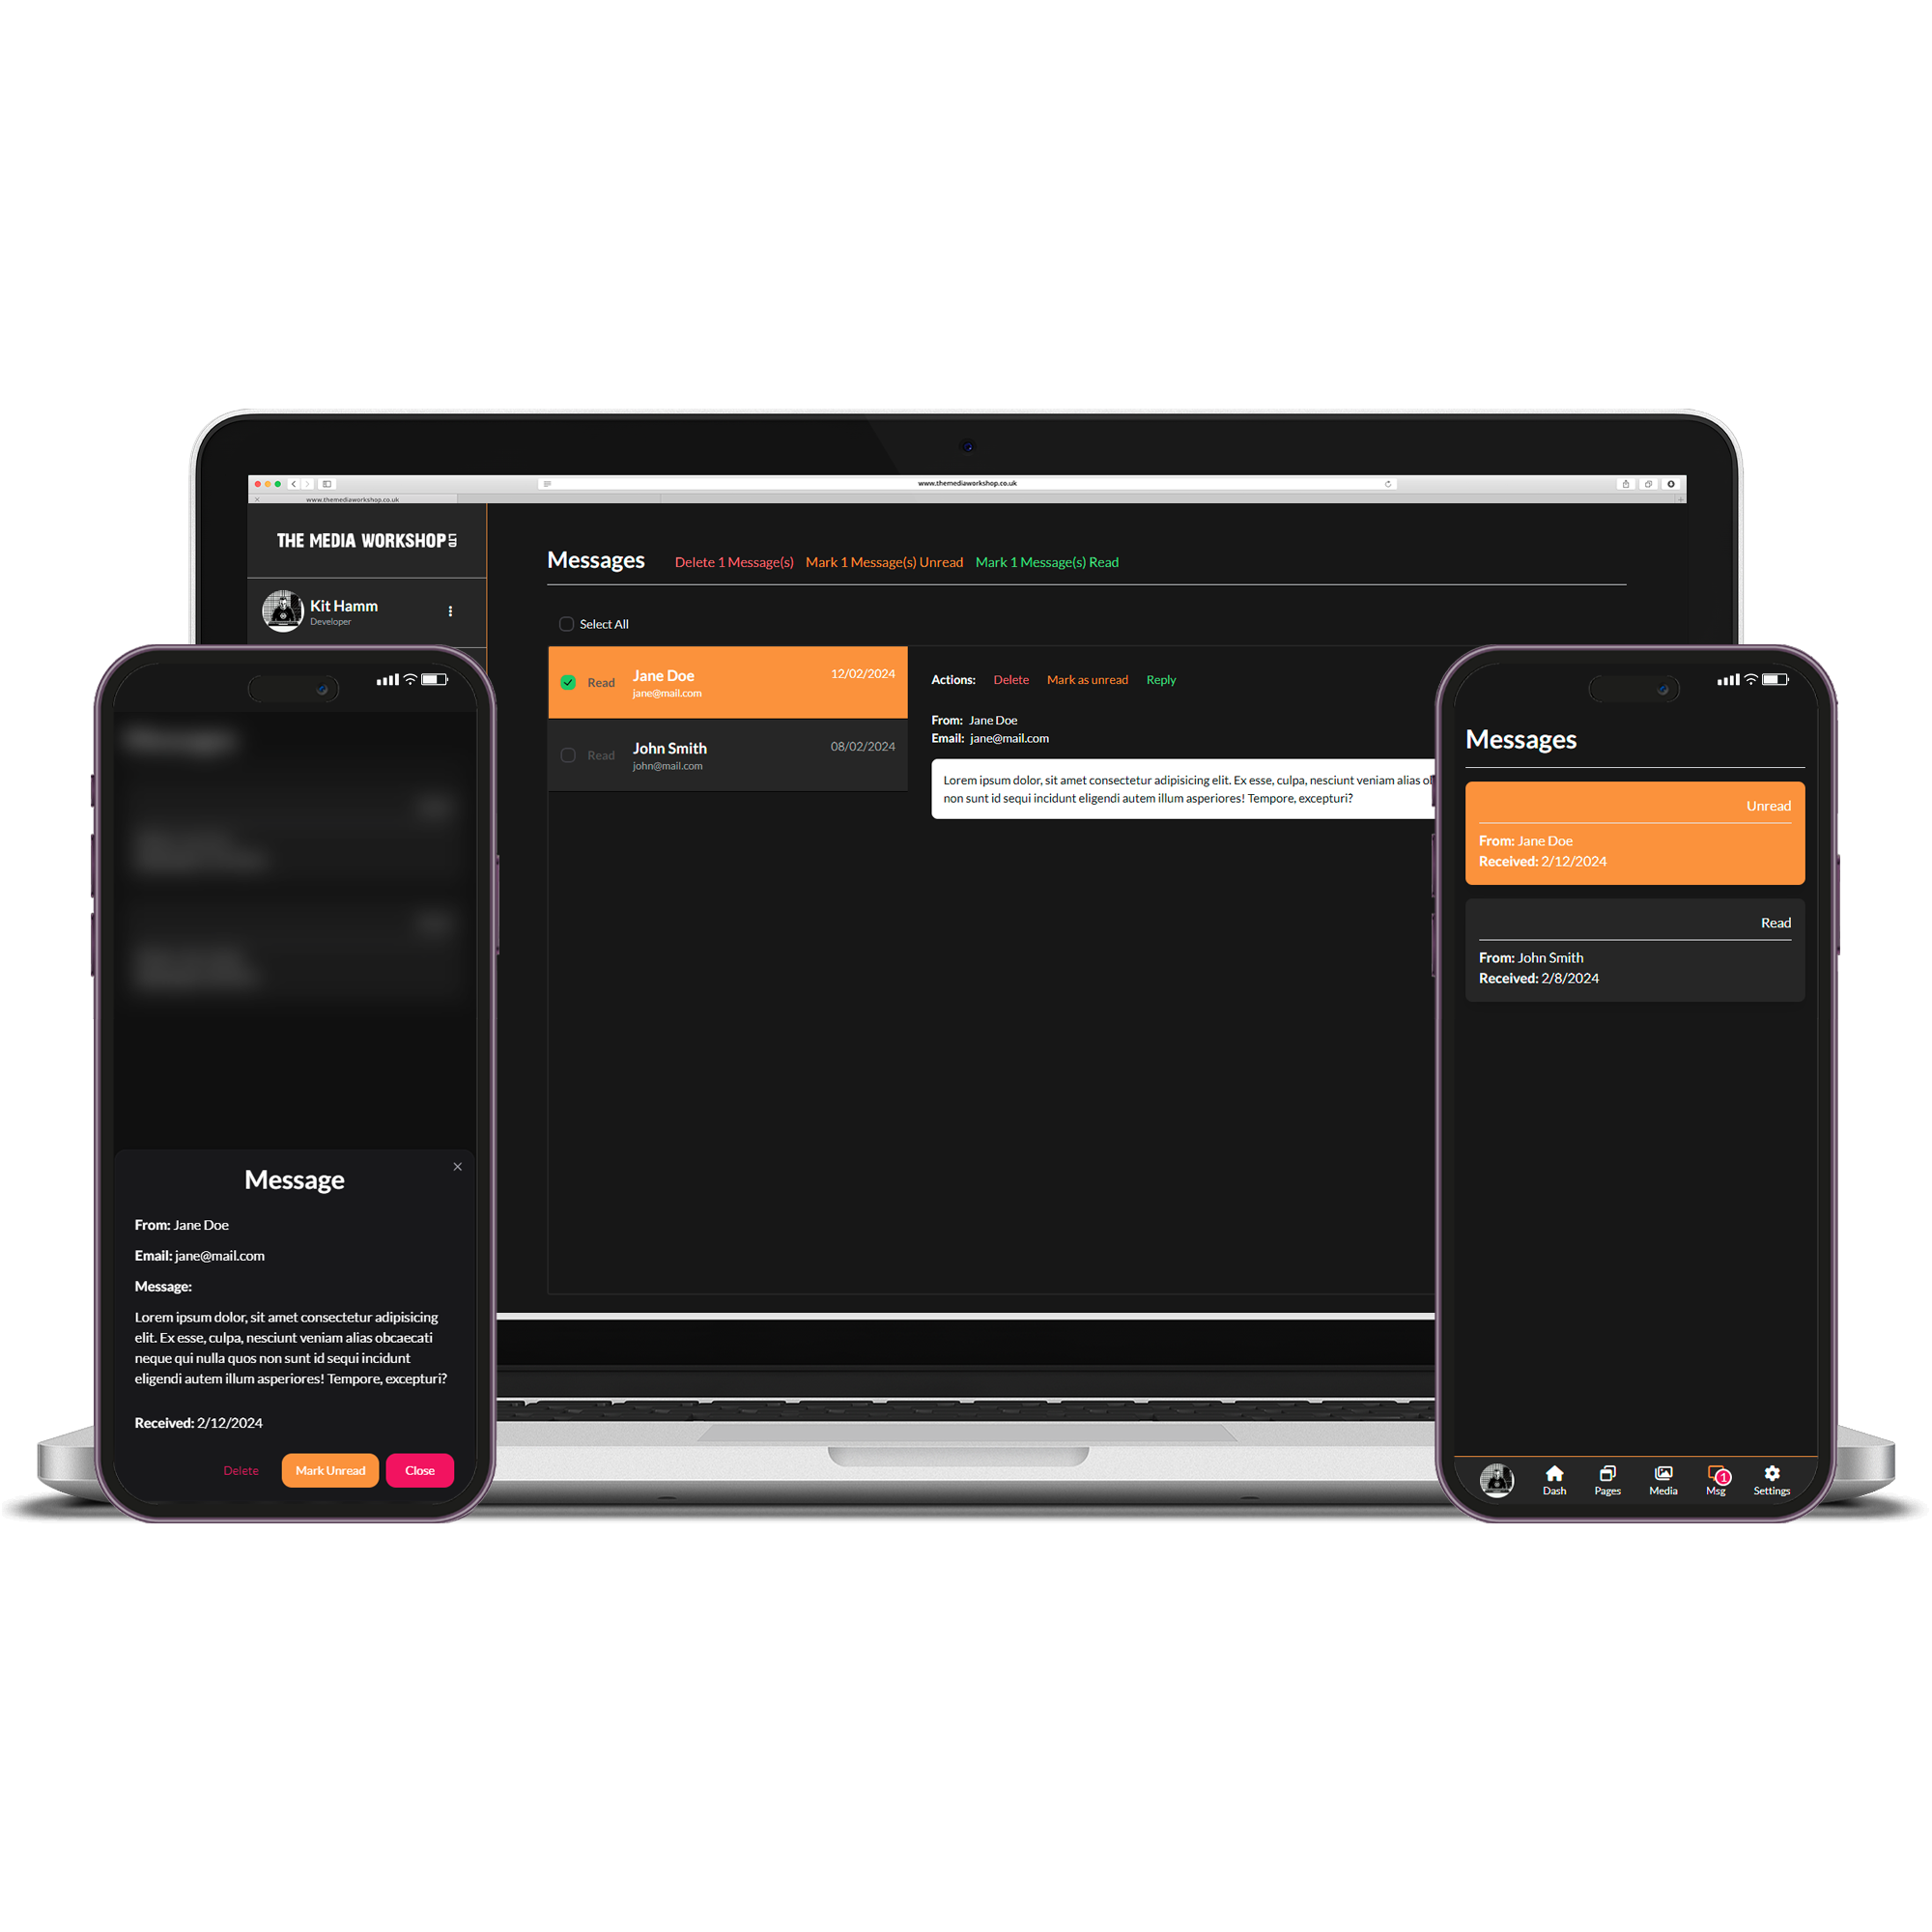 www.themediaworkshop.co.uk
www.themediaworkshop.co.uk
THE MEDIA WORKSHOP LTD
Kit Hamm
Developer
Messages Delete 1 Message(s) Mark 1 Message(s) Unread Mark 1 Message(s) Read
Select All
Read Jane Doe 12/02/2024
jane@mail.com
Read John Smith 08/02/2024
john@mail.com
Actions: Delete Mark as unread Reply
From: Jane Doe
Email: jane@mail.com
Lorem ipsum dolor, sit amet consectetur adipisicing elit. Ex esse, culpa, nesciunt veniam alias
non sunt id sequi incidunt eligendi autem illum asperiores! Tempore, excepturi?
Message
From: Jane Doe
Email: jane@mail.com
Message:
Lorem ipsum dolor, sit amet consectetur adipisicing
elit. Ex esse, culpa, nesciunt veniam alias obcaecati
neque qui nulla quos non sunt id sequi incidunt
eligendi autem illum asperiores! Tempore, excepturi?
Received: 2/12/2024
Delete Mark Unread Close
Messages
Unread
From: Jane Doe
Received: 2/12/2024
Read
From: John Smith
Received: 2/8/2024
1
Dash Pages Media Msg Settings